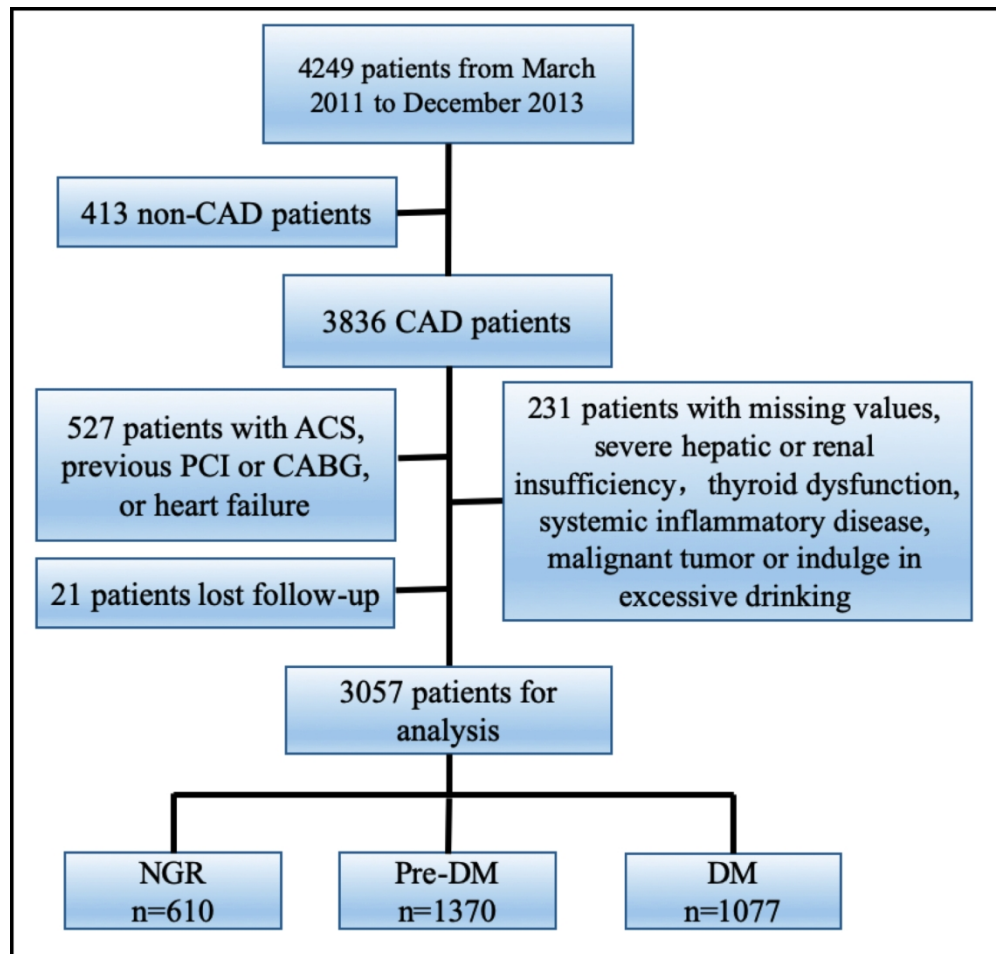 4249 patients from March
2011 to December 2013
413 non-CAD patients
3836 CAD patients
527 patients with ACS,
previous PCI or CABG,
or heart failure
231 patients with missing values,
severe hepatic or renal
insufficiency，thyroid dysfunction,
systemic inflammatory disease,
malignant tumor or indulge in
excessive drinking
21 patients lost follow-up
3057 patients for
analysis
NGR
n=610
Pre-DM
n=1370
DM
n=1077